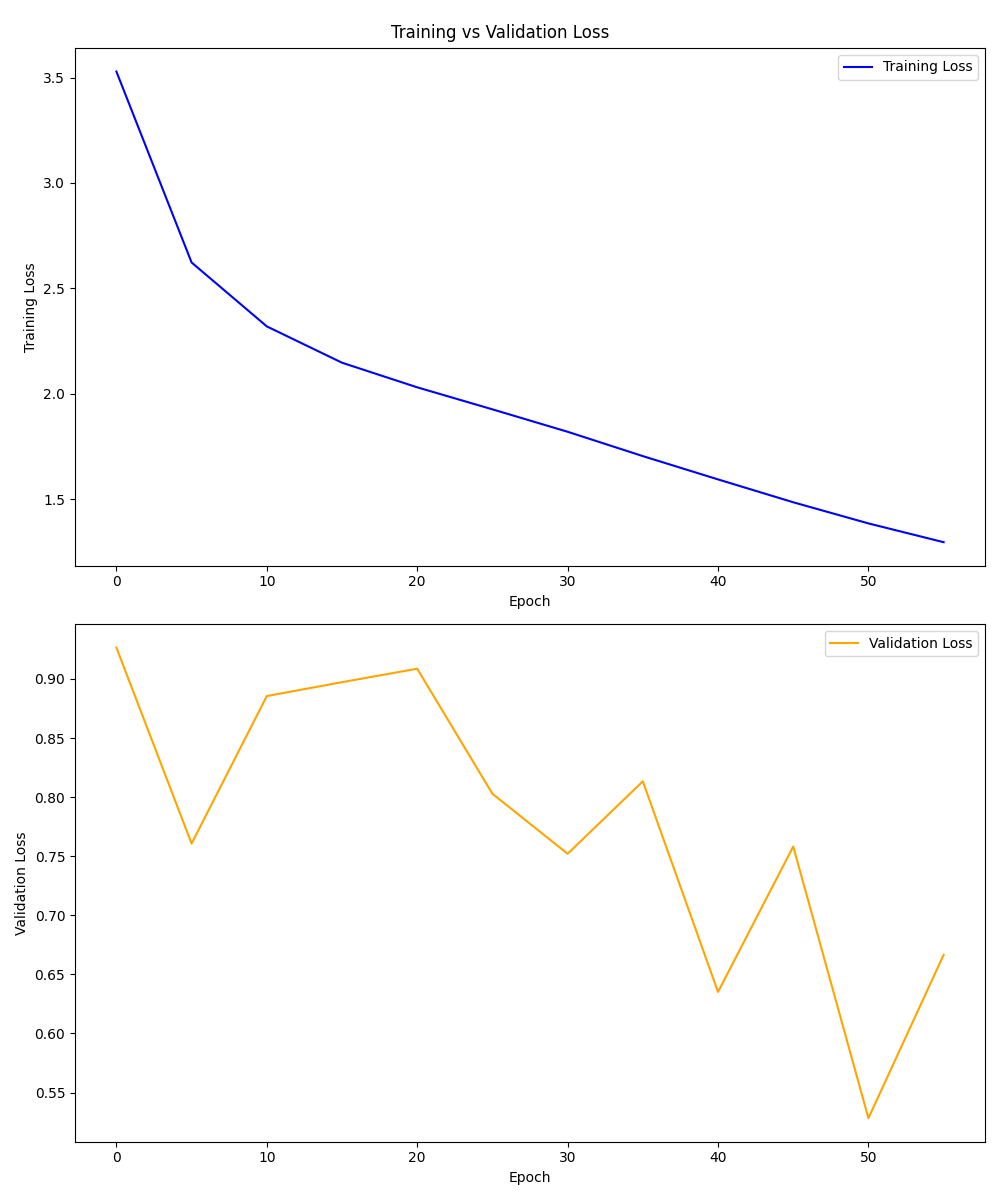 Training vs Validation Loss
Training Loss
3.5
3.0
2.5
2.0
1.5
Training Loss
0 10 20 30 40 50
Epoch
Validation Loss
0.90
0.85
0.80
0.75
0.70
0.65
0.60
0.55
Validation Loss
0 10 20 30 40 50
Epoch